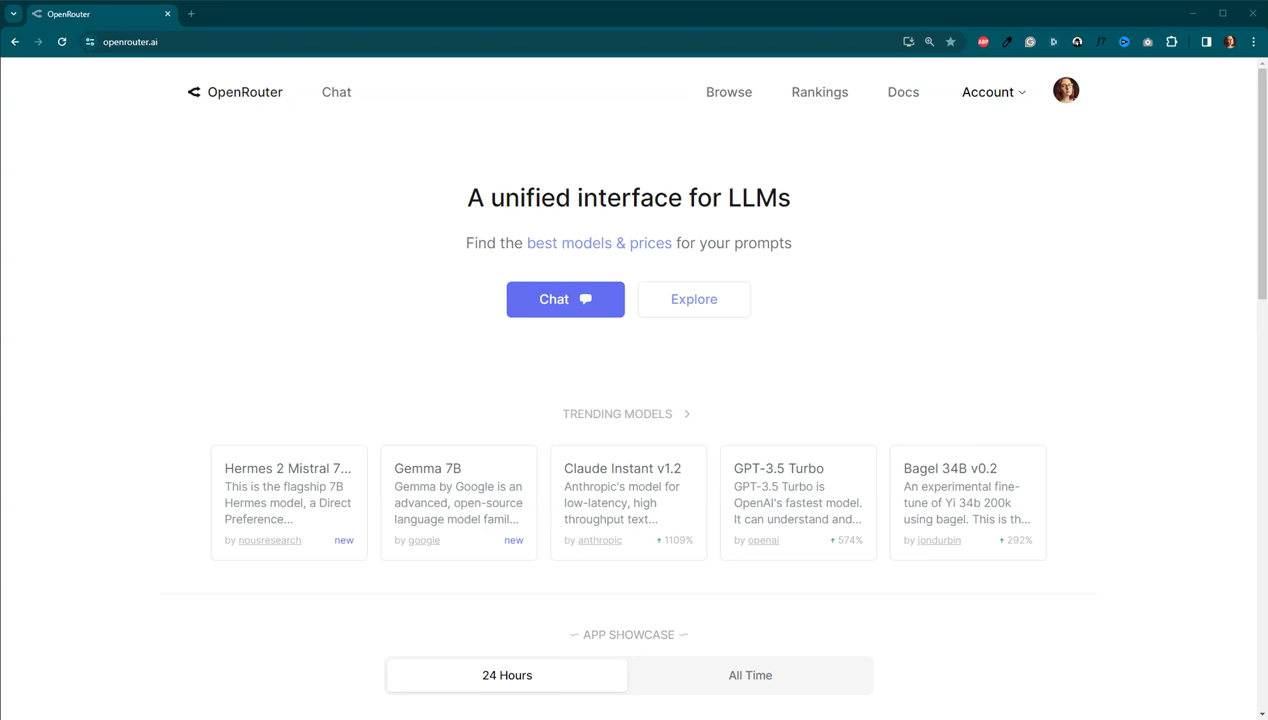 OpenRouter
openrouter.ai
OpenRouter
Chat
Browse
Rankings
Docs
Account
A unified interface for LLMs
Find the best models & prices for your prompts
Chat
Explore
TRENDING MODELS
Hermes 2 Mistral 7...
This is the flagship 7B
Hermes model, a Direct
Preference...
by nousresearch
new
Gemma 7B
Gemma by Google is an
advanced, open-source
language model famil...
by google
new
Claude Instant v1.2
Anthropic's model for
low-latency, high
throughput text...
by anthropic
↑ 1109%
GPT-3.5 Turbo
GPT-3.5 Turbo is
OpenAI's fastest model.
It can understand and...
by openai
↑ 574%
Bagel 34B v0.2
An experimental fine-
tune of Yi 34b 200k
using bagel. This is th...
by jondurbin
↑ 292%
APP SHOWCASE
24 Hours
All Time